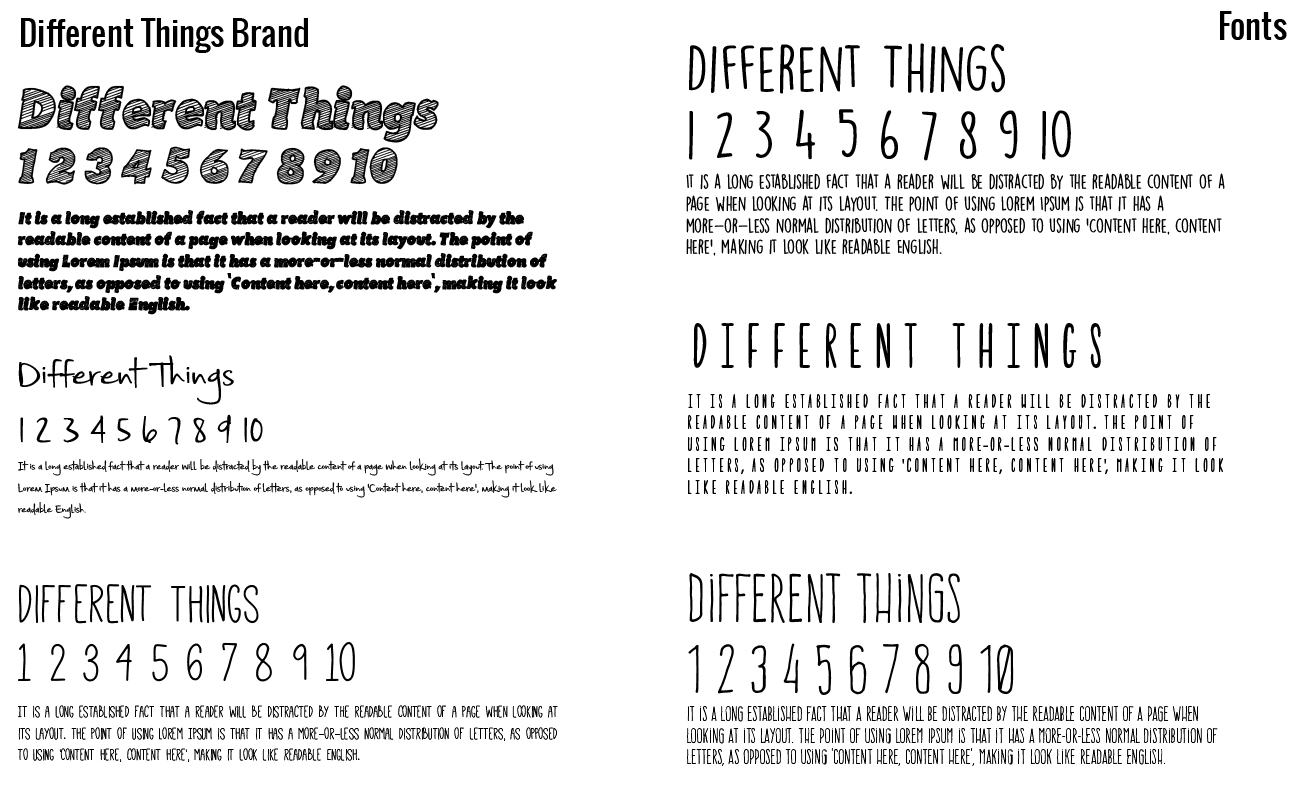 Different Things Brand
Fonts
Different Things
1 2 3 4 5 6 7 8 9 10
It is a long established fact that a reader will be distracted by the
readable content of a page when looking at its layout. The point of
using Lorem Ipsum is that it has a more-or-less normal distribution of
letters, as opposed to using 'Content here, content here', making it look
like readable English.
Different Things
1 2 3 4 5 6 7 8 9 10
It is a long established fact that a reader will be distracted by the readable content of a page when looking at its layout. The point of using
Lorem Ipsum is that it has a more-or-less normal distribution of letters, as opposed to using 'Content here, content here', making it look like
readable English.
DIFFERENT THINGS
1 2 3 4 5 6 7 8 9 10
IT IS A LONG ESTABLISHED FACT THAT A READER WILL BE DISTRACTED BY THE READABLE CONTENT OF A PAGE WHEN LOOKING AT
ITS LAYOUT. THE POINT OF USING LOREM IPSUM IS THAT IT HAS A MORE-OR-LESS NORMAL DISTRIBUTION OF LETTERS, AS OPPOSED
TO USING 'CONTENT HERE, CONTENT HERE', MAKING IT LOOK LIKE READABLE ENGLISH.
DIFFERENT THINGS
1 2 3 4 5 6 7 8 9 10
IT IS A LONG ESTABLISHED FACT THAT A READER WILL BE DISTRACTED BY THE READABLE CONTENT OF A
PAGE WHEN LOOKING AT ITS LAYOUT. THE POINT OF USING LOREM IPSUM IS THAT IT HAS A
MORE-OR-LESS NORMAL DISTRIBUTION OF LETTERS, AS OPPOSED TO USING 'CONTENT HERE, CONTENT
HERE', MAKING IT LOOK LIKE READABLE ENGLISH.
DIFFERENT THINGS
IT IS A LONG ESTABLISHED FACT THAT A READER WILL BE DISTRACTED BY THE
READABLE CONTENT OF A PAGE WHEN LOOKING AT ITS LAYOUT. THE POINT OF
USING LOREM IPSUM IS THAT IT HAS A MORE-OR-LESS NORMAL DISTRIBUTION OF
LETTERS, AS OPPOSED TO USING 'CONTENT HERE, CONTENT HERE', MAKING IT LOOK
LIKE READABLE ENGLISH.
DiFFERENT THiNGS
1 2 3 4 5 6 7 8 9 10
IT IS A LONG ESTABLISHED FACT THAT A READER WILL BE DISTRACTED BY THE READABLE CONTENT OF A PAGE WHEN
LOOKING AT ITS LAYOUT. THE POINT OF USING LOREM IPSUM IS THAT IT HAS A MORE-OR-LESS NORMAL DISTRIBUTION OF
LETTERS, AS OPPOSED TO USING 'CONTENT HERE, CONTENT HERE', MAKING IT LOOK LIKE READABLE ENGLISH.